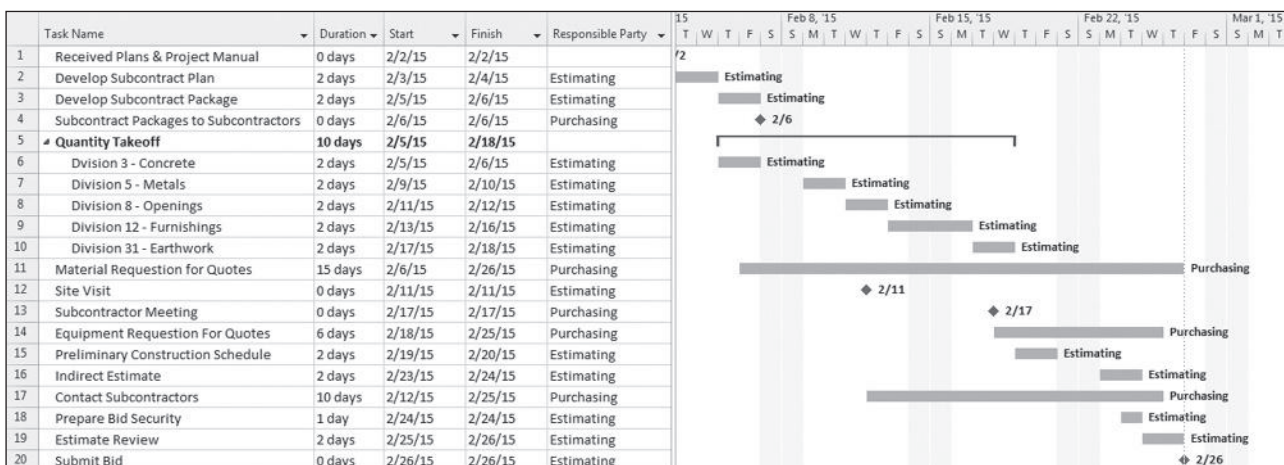 15 Feb 8, '15 Feb 15, '15 Feb 22, '15 Mar 1, '15
Task Name Duration Start Finish Responsible Party T W T F S S M T W T F S S M T W T F S S M T W T F S S M T
1 Received Plans & Project Manual 0 days 2/2/15 2/2/15 /2
2 Develop Subcontract Plan 2 days 2/3/15 2/4/15 Estimating Estimating
3 Develop Subcontract Package 2 days 2/5/15 2/6/15 Estimating Estimating
4 Subcontract Packages to Subcontractors 0 days 2/6/15 2/6/15 Purchasing 2/6
5 Quantity Takeoff 10 days 2/5/15 2/18/15
6 Dvision 3 - Concrete 2 days 2/5/15 2/6/15 Estimating Estimating
7 Division 5 - Metals 2 days 2/9/15 2/10/15 Estimating Estimating
8 Division 8 - Openings 2 days 2/11/15 2/12/15 Estimating Estimating
9 Division 12 - Furnishings 2 days 2/13/15 2/16/15 Estimating Estimating
10 Division 31 - Earthwork 2 days 2/17/15 2/18/15 Estimating Estimating
11 Material Requestion for Quotes 15 days 2/6/15 2/26/15 Purchasing Purchasing
12 Site Visit 0 days 2/11/15 2/11/15 Estimating 2/11
13 Subcontractor Meeting 0 days 2/17/15 2/17/15 Purchasing 2/17
14 Equipment Requestion For Quotes 6 days 2/18/15 2/25/15 Purchasing Purchasing
15 Preliminary Construction Schedule 2 days 2/19/15 2/20/15 Estimating Estimating
16 Indirect Estimate 2 days 2/23/15 2/24/15 Estimating Estimating
17 Contact Subcontractors 10 days 2/12/15 2/25/15 Purchasing Purchasing
18 Prepare Bid Security 1 day 2/24/15 2/24/15 Estimating Estimating
19 Estimate Review 2 days 2/25/15 2/26/15 Estimating Estimating
20 Submit Bid 0 days 2/26/15 2/26/15 Estimating 2/26